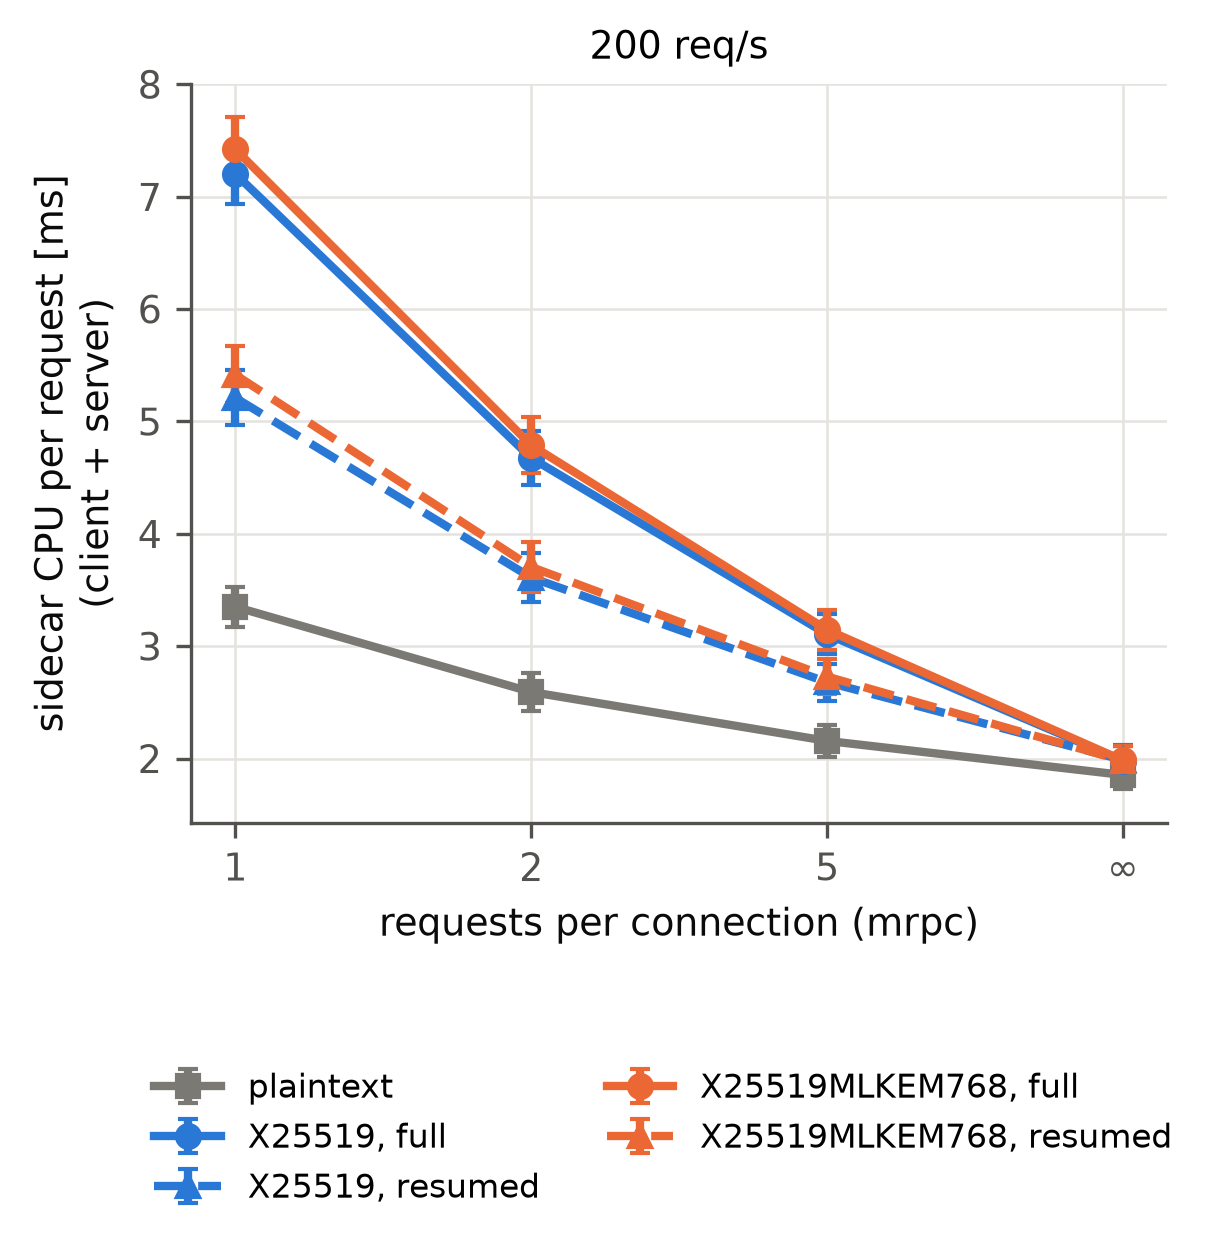 200 req/s
8
7
6
5
4
3
2
sidecar CPU per request [ms]
(client + server)
1 2 5 ∞
requests per connection (mrpc)
plaintext
X25519, full
X25519, resumed
X25519MLKEM768, full
X25519MLKEM768, resumed